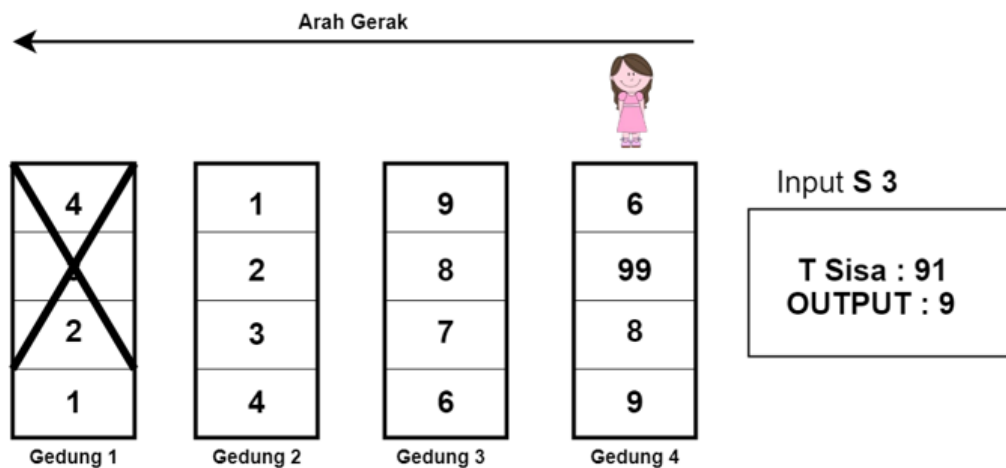 Arah Gerak
4 1 9 6
2 8 99
2 3 7 8
1 4 6 9
Gedung 1 Gedung 2 Gedung 3 Gedung 4
Input S 3
T Sisa : 91
OUTPUT : 9